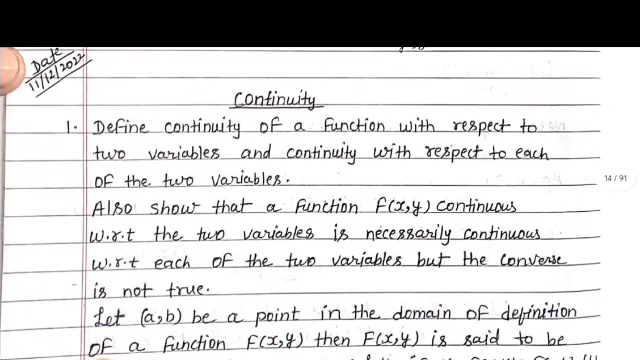 Date
11/12/2022
Continuity
1. Define continuity of a function with respect to
two variables and continuity with respect to each
of the two variables.
14 / 91
Also show that a function F(x,y) continuous
w.r.t the two variables is necessarily continuous
w.r.t each of the two variables but the converse
is not true.
Let (a,b) be a point in the domain of definition
of a function F(x,y) then F(x,y) is said to be